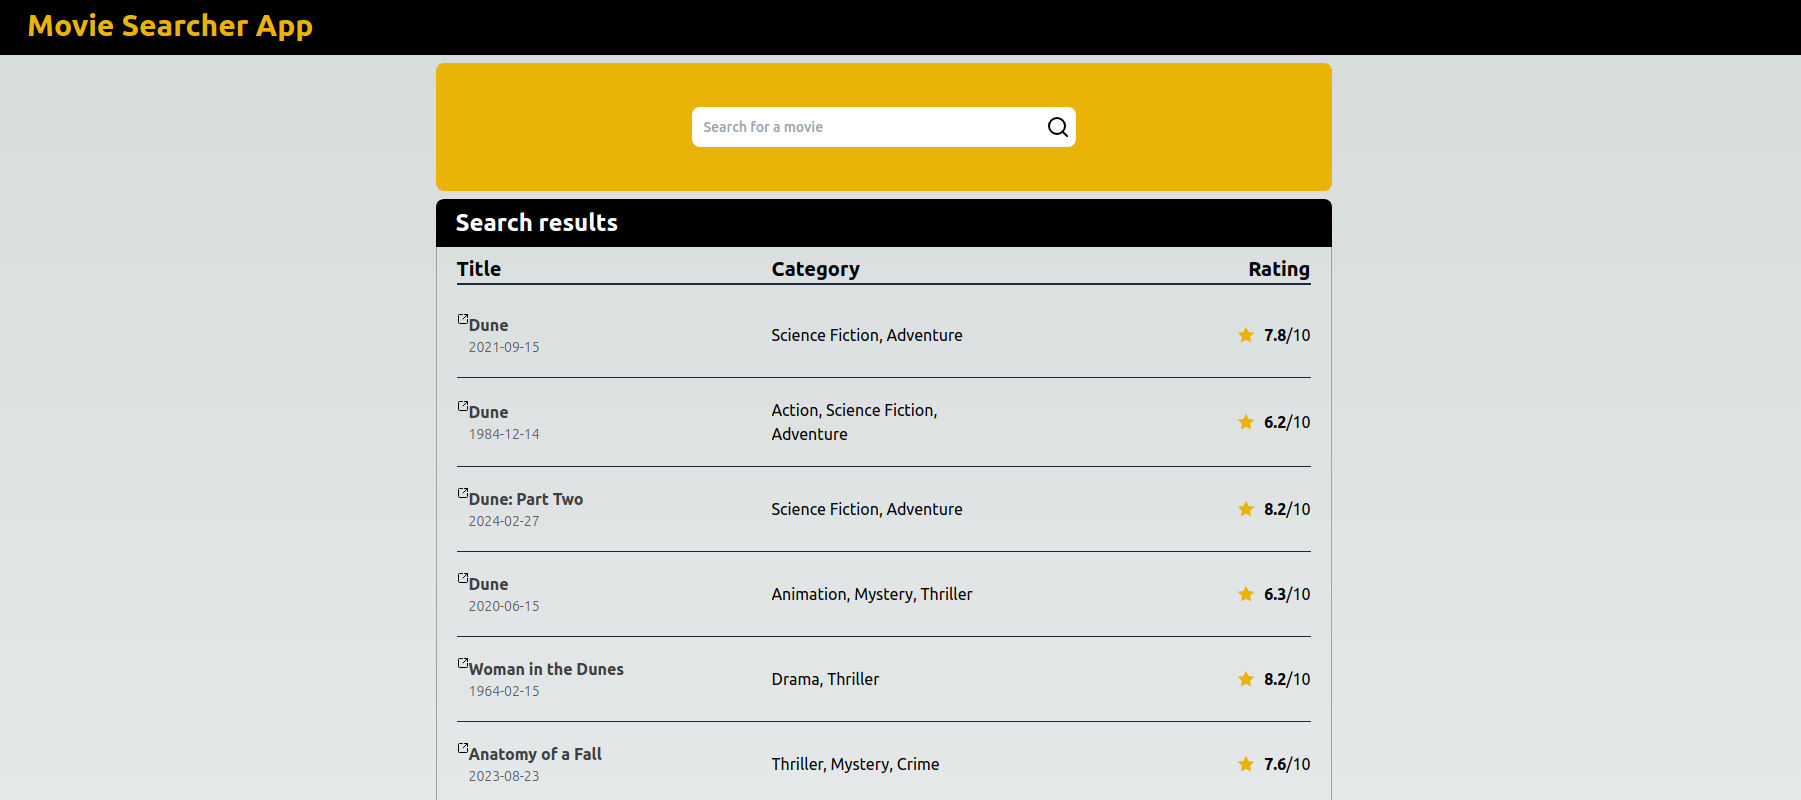 Movie Searcher App
Search for a movie
Search results
Title Category Rating
Dune
2021-09-15
Science Fiction, Adventure
7.8/10
Dune
1984-12-14
Action, Science Fiction,
Adventure
6.2/10
Dune: Part Two
2024-02-27
Science Fiction, Adventure
8.2/10
Dune
2020-06-15
Animation, Mystery, Thriller
6.3/10
Woman in the Dunes
1964-02-15
Drama, Thriller
8.2/10
Anatomy of a Fall
2023-08-23
Thriller, Mystery, Crime
7.6/10